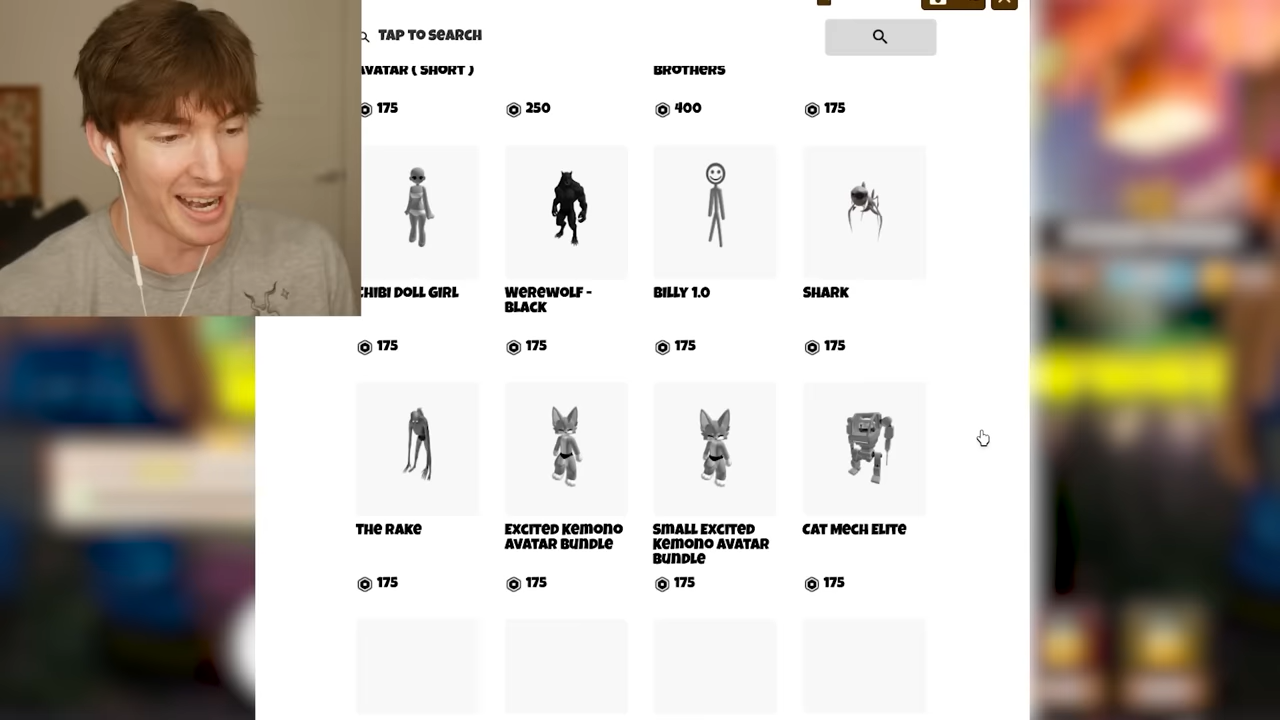 TAP TO SEARCH
AVATAR ( SHORT )
BROTHERS
175
250
400
175
CHIBI DOLL GIRL
WEREWOLF -
BLACK
BILLY 1.0
SHARK
175
175
175
175
THE RAKE
EXCITED KEMONO
AVATAR BUNDLE
SMALL EXCITED
KEMONO AVATAR
BUNDLE
CAT MECH ELITE
175
175
175
175